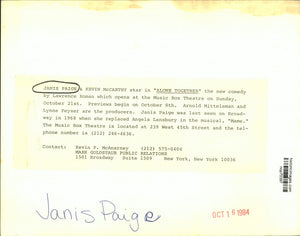 JANIS PAIGE & KEVIN McCARTHY star in "ALONE TOGETHER" the new comedy
by Lawrence Roman which opens at the Music Box Theatre on Sunday,
October 21st. Previews begin on October 8th. Arnold Mittelman and
Lynne Peyser are the producers. Janis Paige was last seen on Broad-
way in 1968 when she replaced Angela Lansbury in the musical, "Mame."
The Music Box Theatre is located at 239 West 45th Street and the tel-
phone number is (212) 246-4636.
Contacts: Kevin P. McAnarney (212) 575-0406
MARK GOLDSTAUB PUBLIC RELATIONS
1501 Broadway Suite 1509 New York, New York 10036
Janis Paige
OCT 16 1984